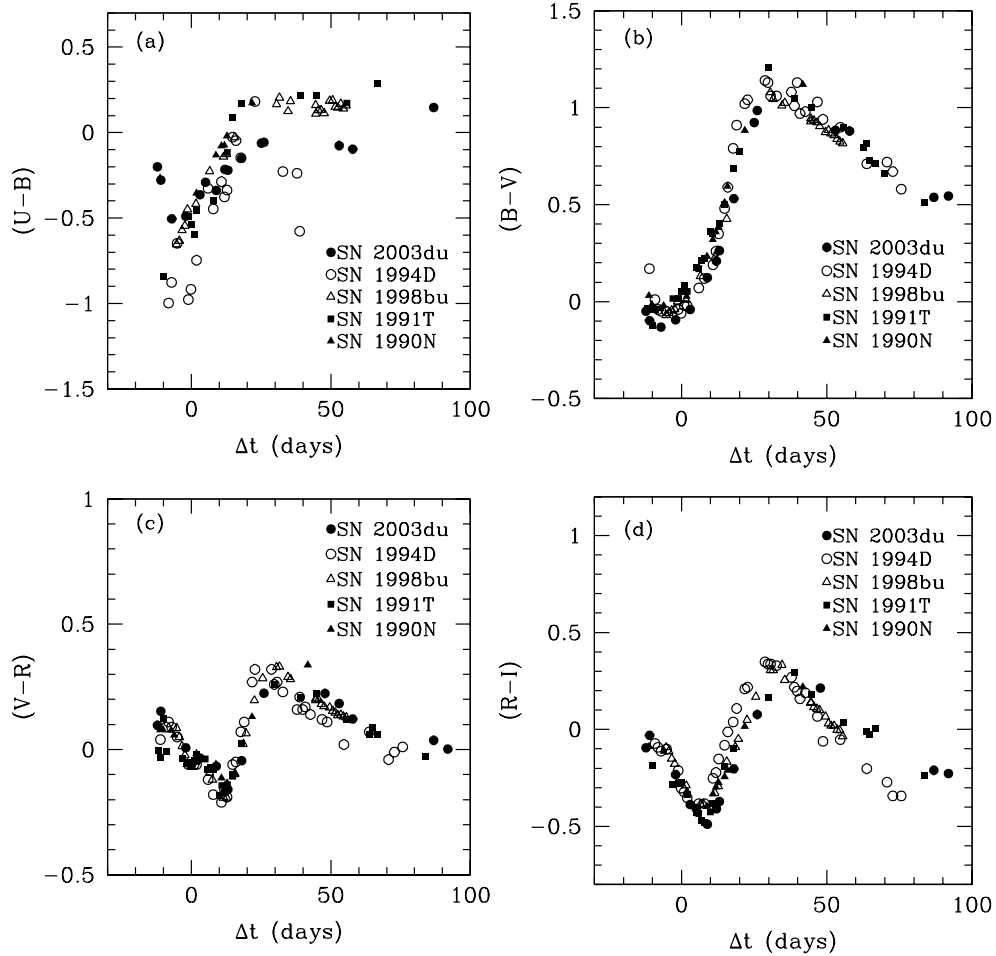 (a)
0.5
0
−0.5
−1
−1.5
(U−B)
SN 2003du
SN 1994D
SN 1998bu
SN 1991T
SN 1990N
0
50
100
Δt (days)
(b)
1.5
1
0.5
0
−0.5
(B−V)
SN 2003du
SN 1994D
SN 1998bu
SN 1991T
SN 1990N
0
50
100
Δt (days)
(c)
1
0.5
0
−0.5
(V−R)
SN 2003du
SN 1994D
SN 1998bu
SN 1991T
SN 1990N
0
50
100
Δt (days)
(d)
1
0.5
0
−0.5
(R−I)
SN 2003du
SN 1994D
SN 1998bu
SN 1991T
SN 1990N
0
50
100
Δt (days)